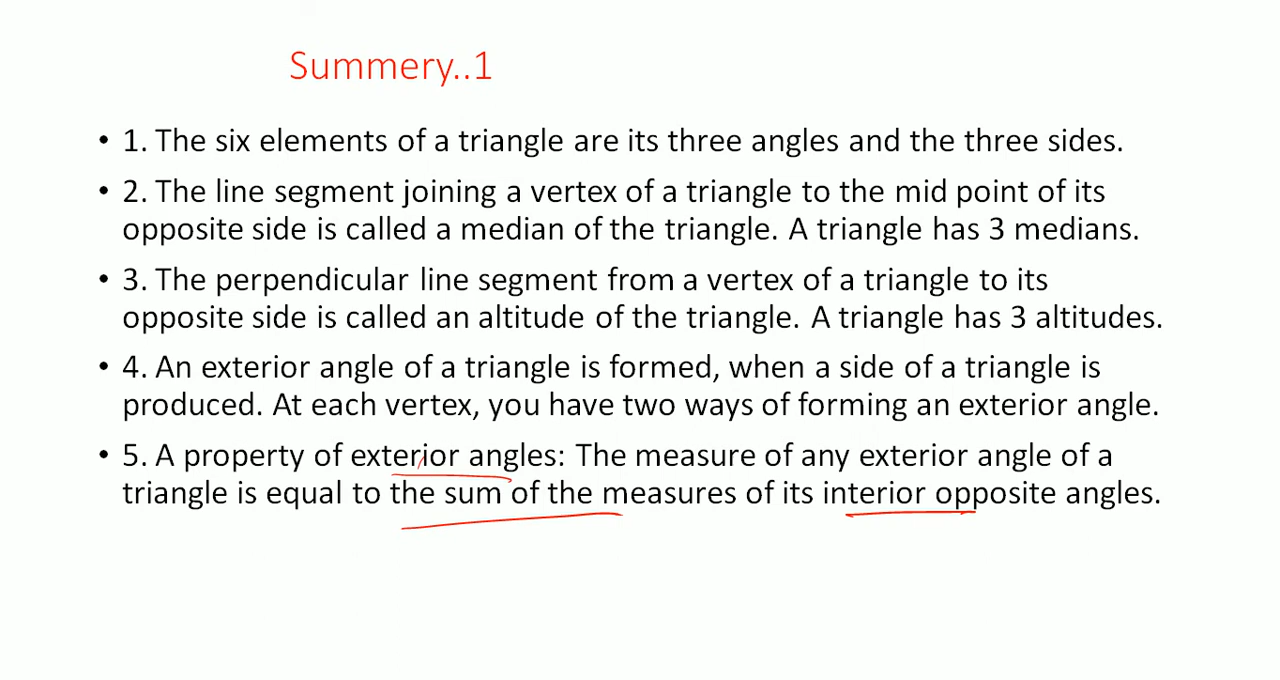 Summery..1
• 1. The six elements of a triangle are its three angles and the three sides.
• 2. The line segment joining a vertex of a triangle to the mid point of its
opposite side is called a median of the triangle. A triangle has 3 medians.
• 3. The perpendicular line segment from a vertex of a triangle to its
opposite side is called an altitude of the triangle. A triangle has 3 altitudes.
• 4. An exterior angle of a triangle is formed, when a side of a triangle is
produced. At each vertex, you have two ways of forming an exterior angle.
• 5. A property of exterior angles: The measure of any exterior angle of a
triangle is equal to the sum of the measures of its interior opposite angles.